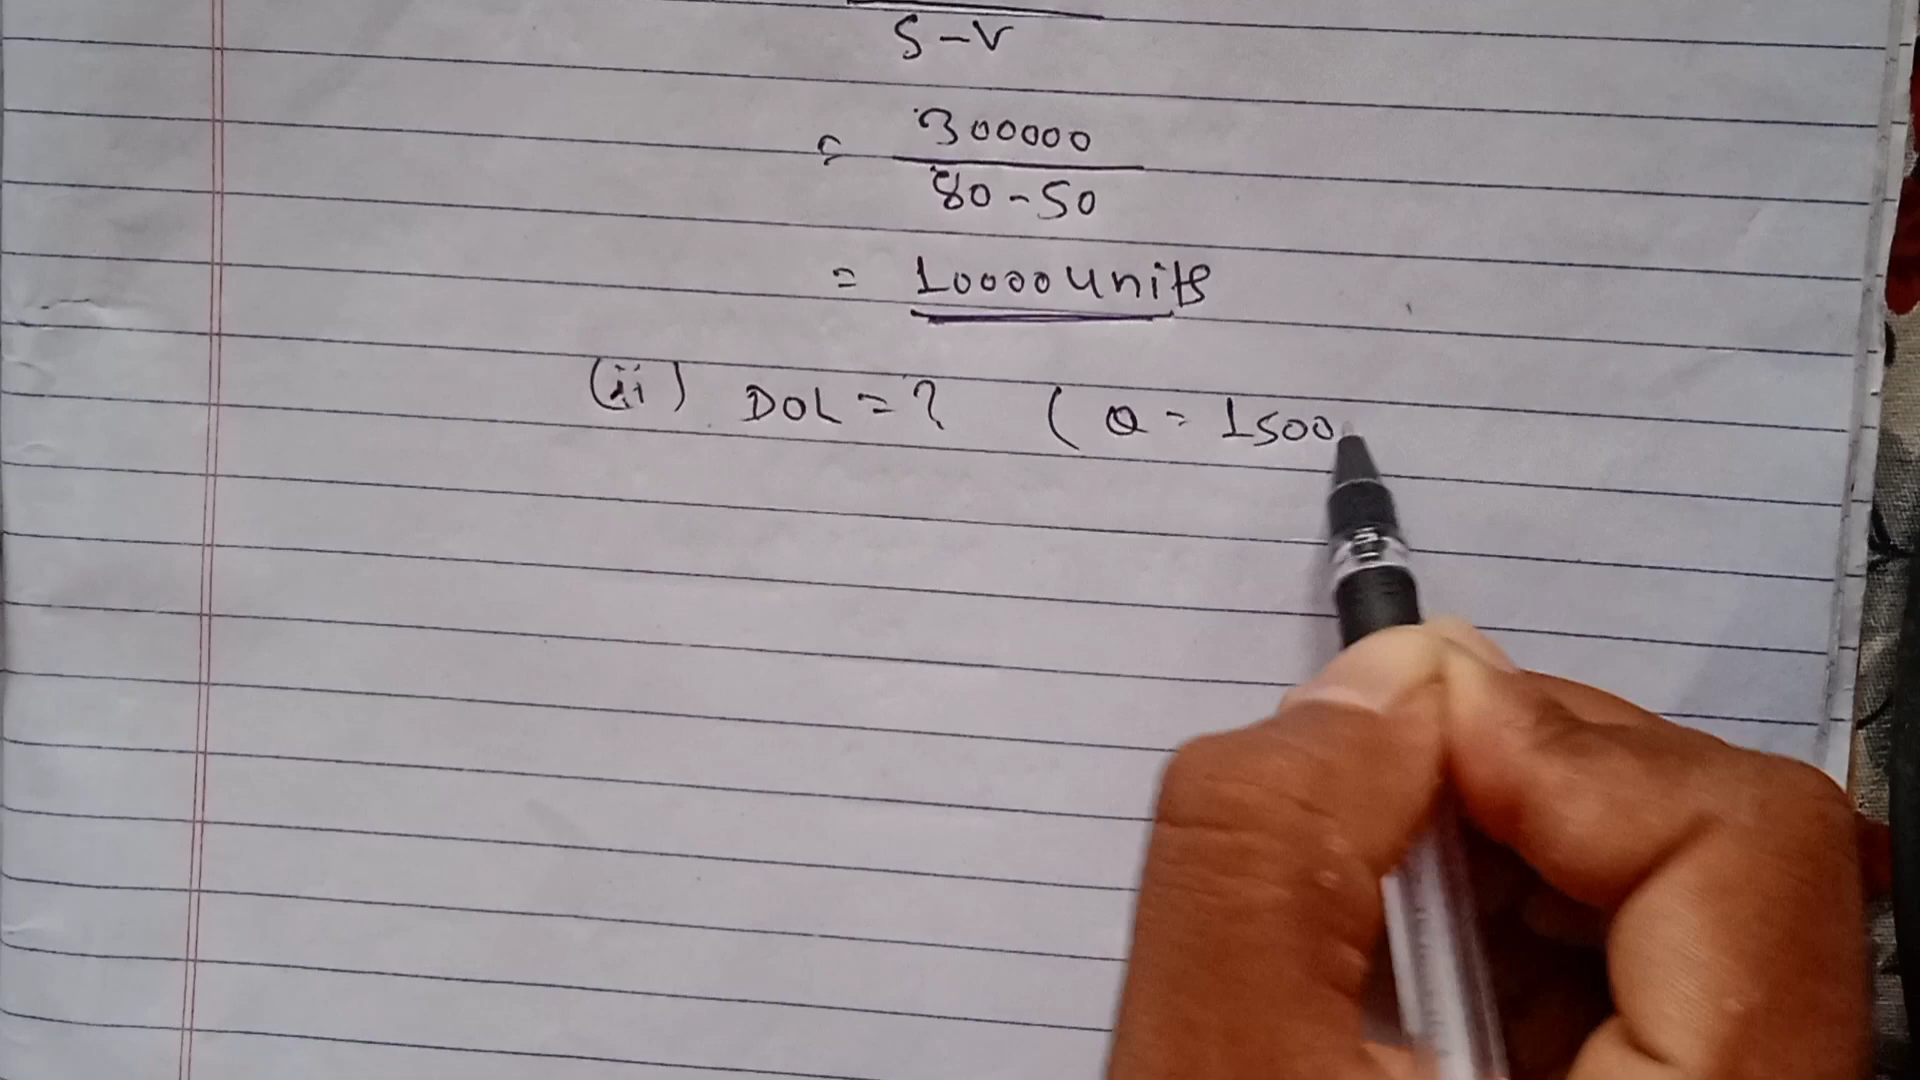 S-V
= 300000
80-50
= 10000 units
(ii) DOL = ? ( Q = 1500